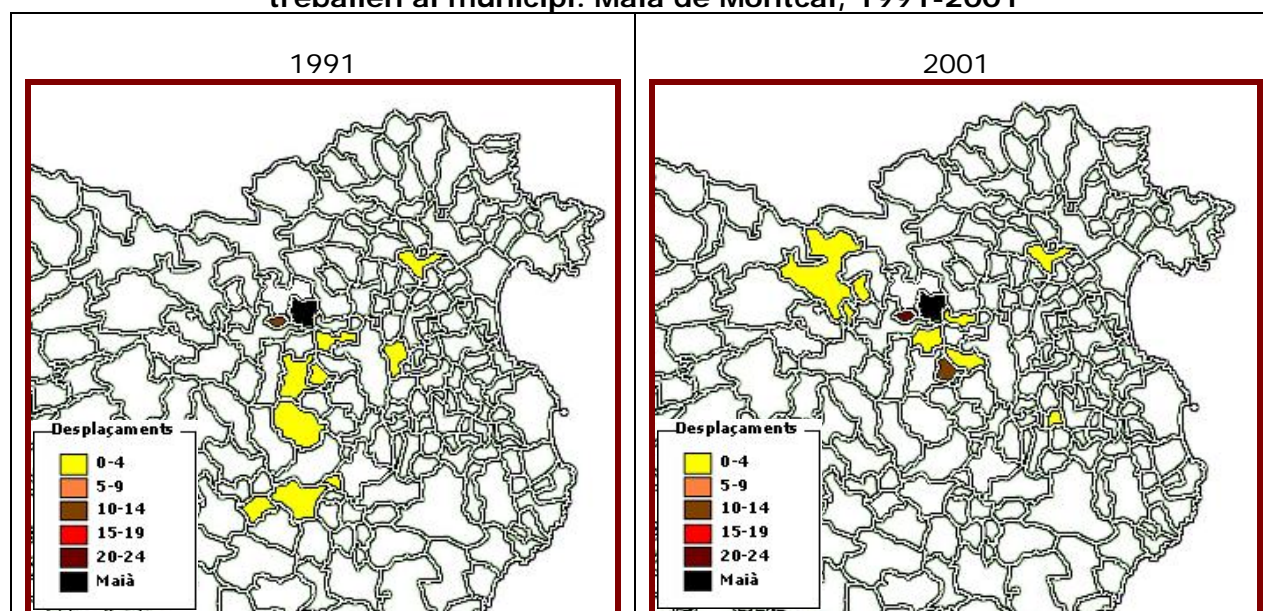 treballen al municipi. Maià de Montcal, 1991-2001
1991
2001
Desplaçaments
0-4
5-9
10-14
15-19
20-24
Maià
Desplaçaments
0-4
5-9
10-14
15-19
20-24
Maià